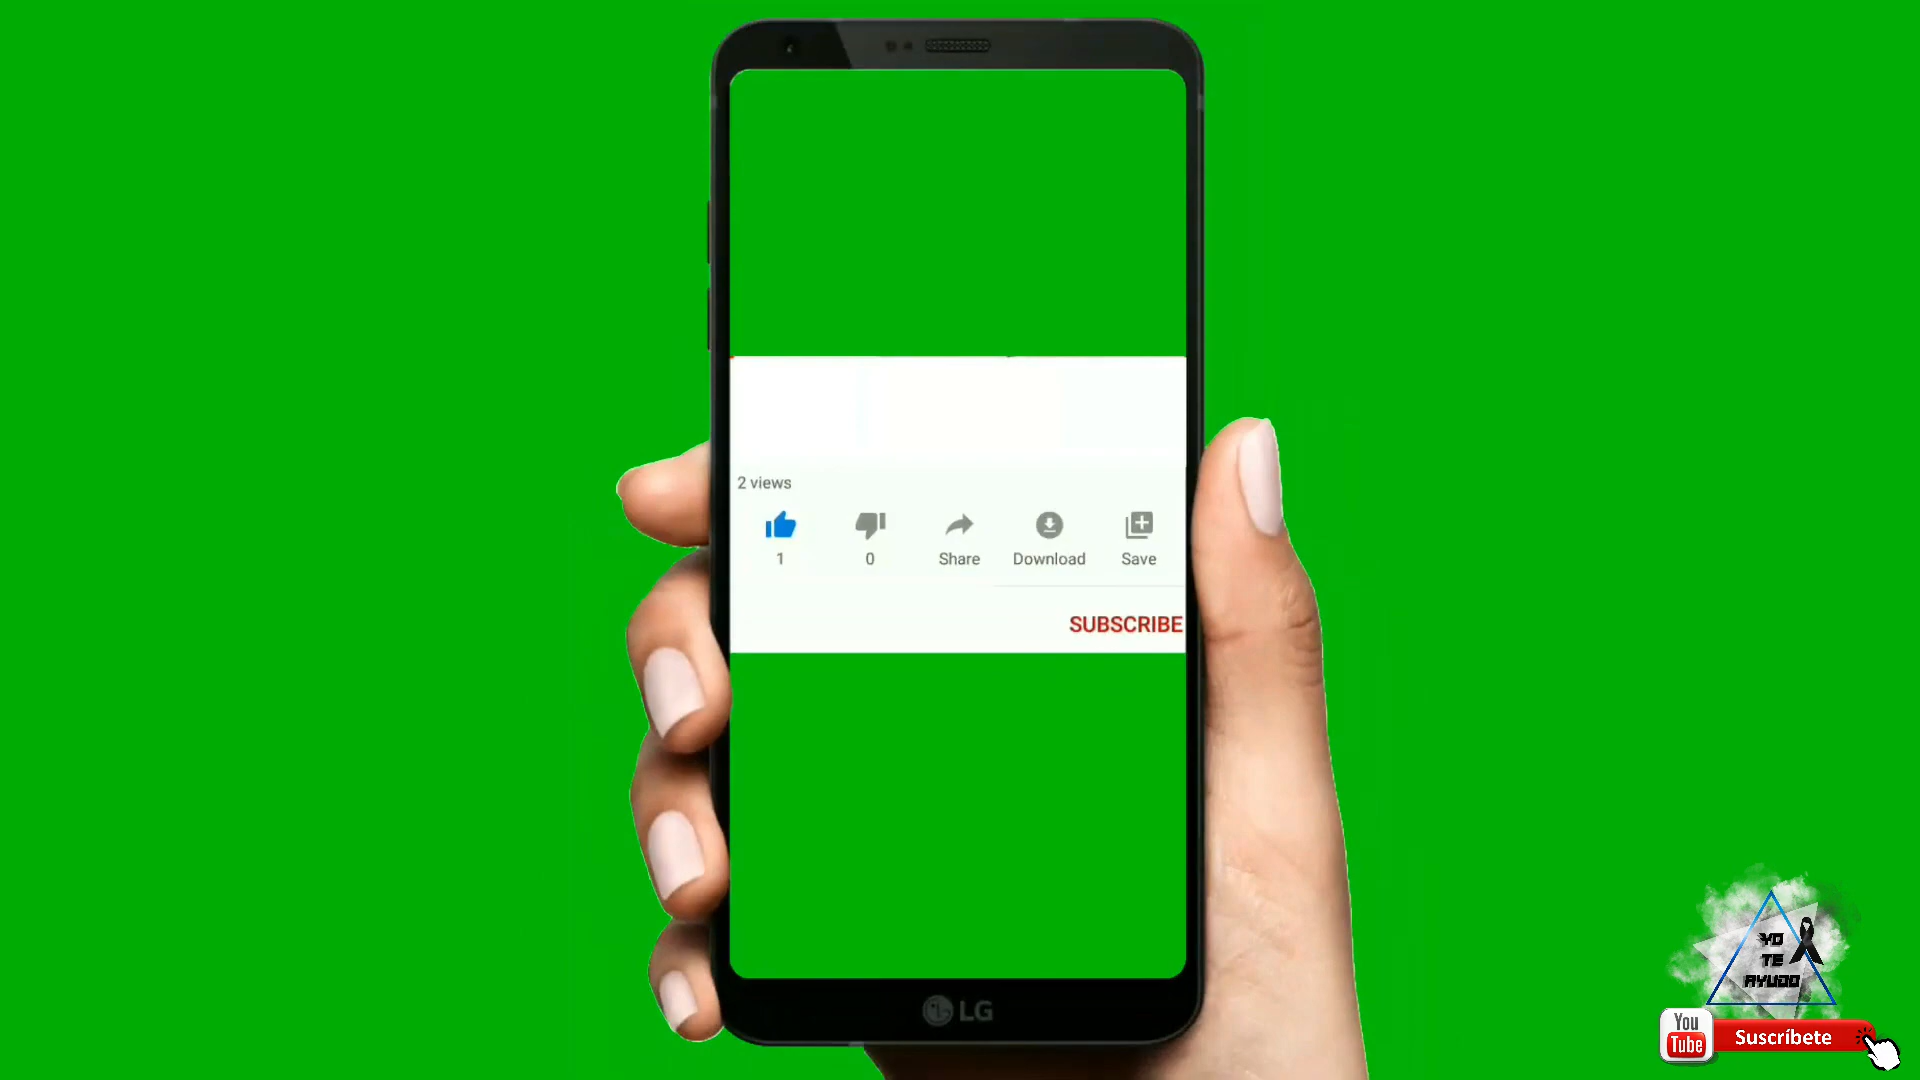 2 views
1
0
Share
Download
Save
SUBSCRIBE
LG
YO
TE
AYUDO
You
Tube
Suscríbete